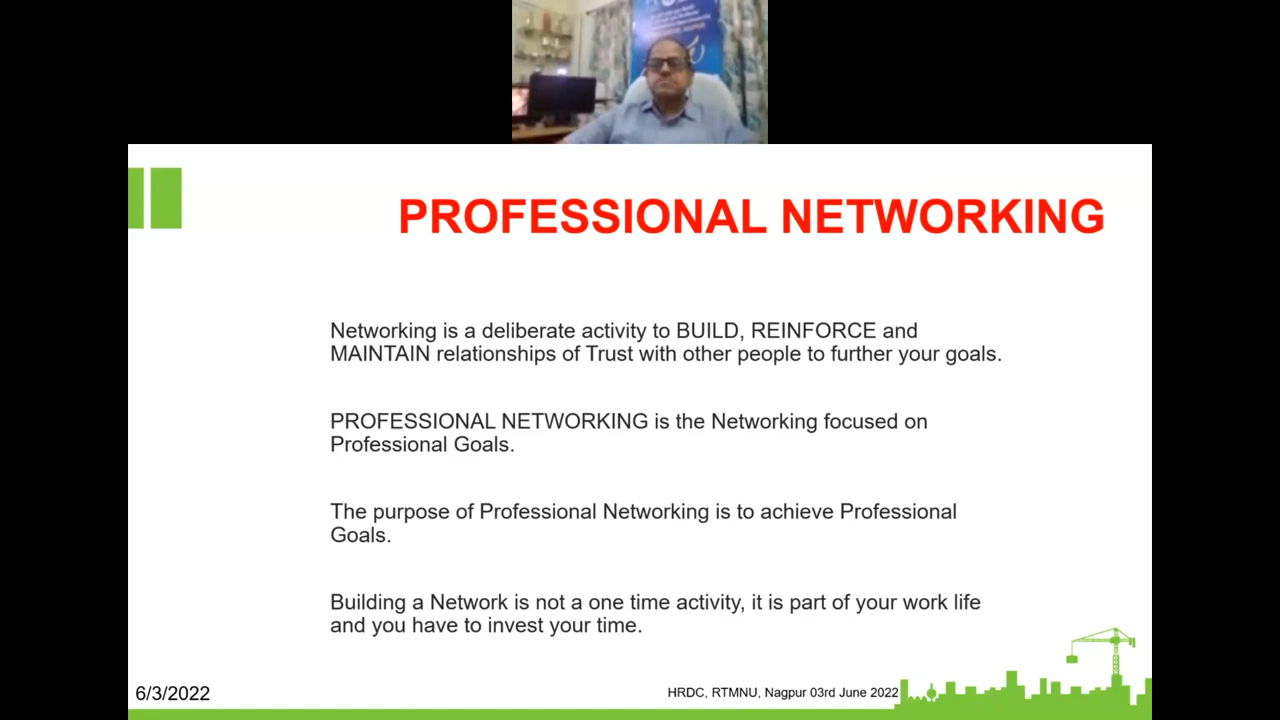 PROFESSIONAL NETWORKING
Networking is a deliberate activity to BUILD, REINFORCE and
MAINTAIN relationships of Trust with other people to further your goals.
PROFESSIONAL NETWORKING is the Networking focused on
Professional Goals.
The purpose of Professional Networking is to achieve Professional
Goals.
Building a Network is not a one time activity, it is part of your work life
and you have to invest your time.
6/3/2022
HRDC, RTMNU, Nagpur 03rd June 2022